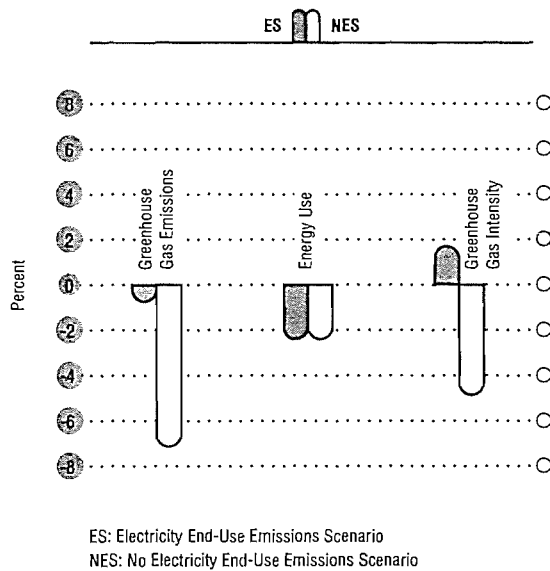 ES NES
8
6
4
2
0
-2
-4
-6
-8
Percent
Greenhouse
Gas Emissions
Energy Use
Greenhouse
Gas Intensity
ES: Electricity End-Use Emissions Scenario
NES: No Electricity End-Use Emissions Scenario